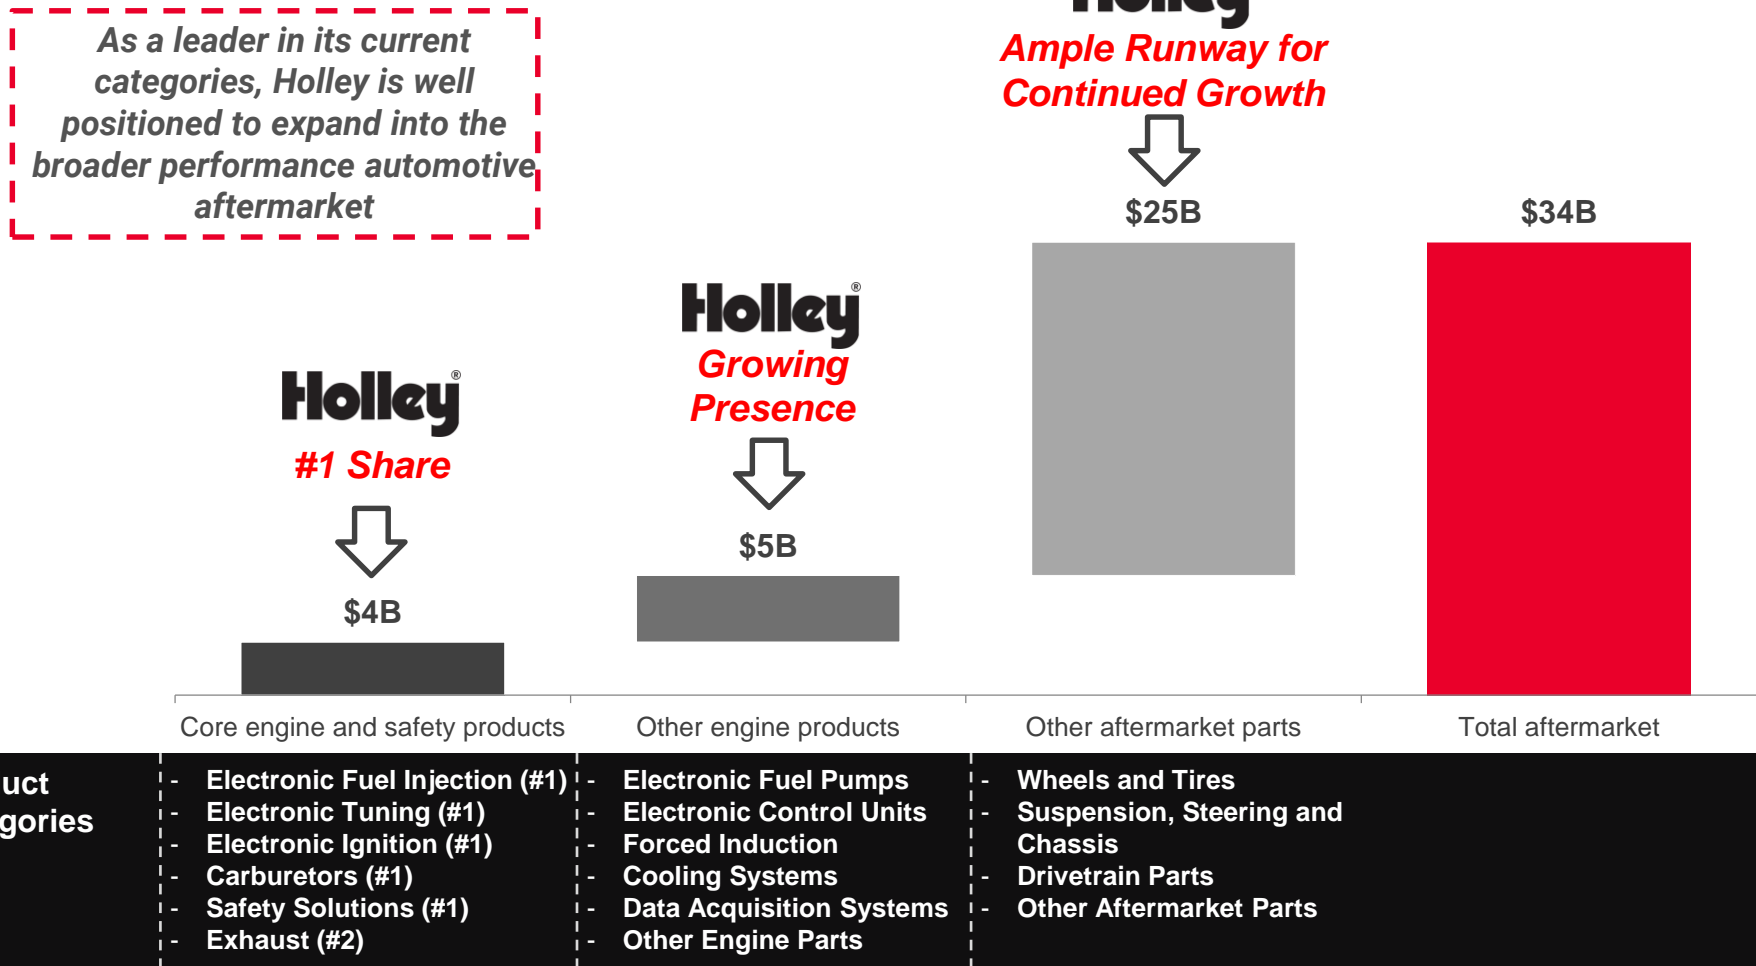 As a leader in its current
categories, Holley is well
positioned to expand into the
broader performance automotive
aftermarket
Holley
Ample Runway for
Continued Growth
$25B
$34B
Holley®
Growing
Presence
$5B
Holley®
#1 Share
$4B
Core engine and safety products
Other engine products
Other aftermarket parts
Total aftermarket
uct
gories
- Electronic Fuel Injection (#1)
- Electronic Tuning (#1)
- Electronic Ignition (#1)
- Carburetors (#1)
- Safety Solutions (#1)
- Exhaust (#2)
- Electronic Fuel Pumps
- Electronic Control Units
- Forced Induction
- Cooling Systems
- Data Acquisition Systems
- Other Engine Parts
- Wheels and Tires
- Suspension, Steering and
Chassis
- Drivetrain Parts
- Other Aftermarket Parts